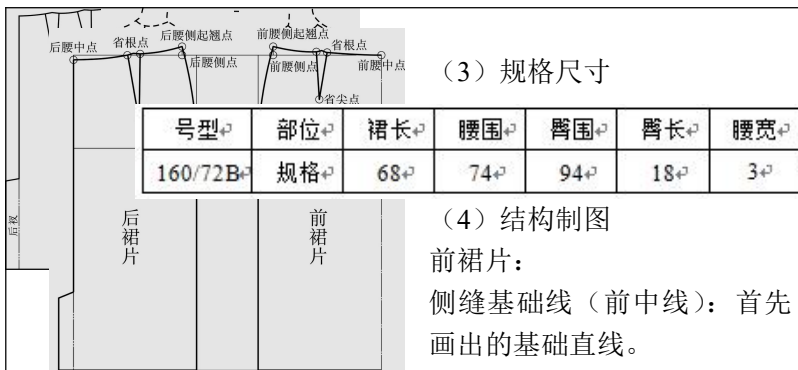 后腰中点 省根点 后腰侧起翘点 前腰侧起翘点 省根点
后腰侧点 前腰侧点 前腰中点
省尖点
(3)规格尺寸
号型 部位 裙长 腰围 臀围 臀长 腰宽
160/72B 规格 68 74 94 18 3
后衩
后裙片
前裙片
(4)结构制图
前裙片:
侧缝基础线(前中线):首先
画出的基础直线。